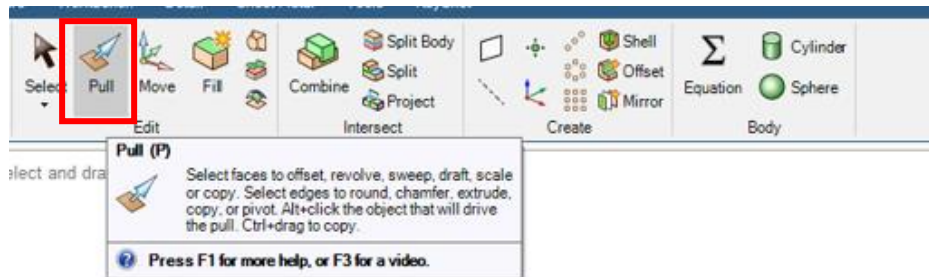 Select
Pull
Move
Fill
Combine
Split Body
Split
Project
Shell
Offset
Mirror
Equation
Cylinder
Sphere
Edit
Intersect
Create
Body
elect and dra
Pull (P)
Select faces to offset, revolve, sweep, draft, scale
or copy. Select edges to round, chamfer, extrude,
copy, or pivot. Alt+click the object that will drive
the pull. Ctrl+drag to copy.
Press F1 for more help, or F3 for a video.